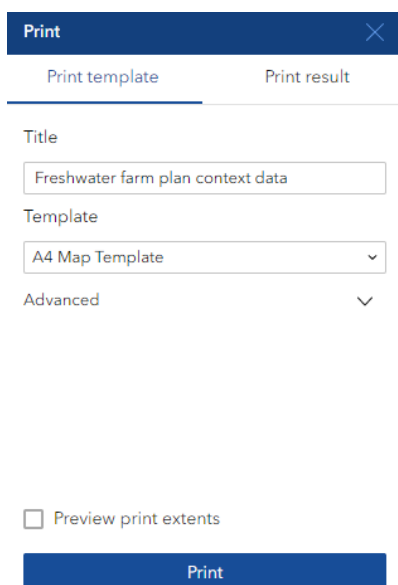 Print
Print template Print result
Title
Freshwater farm plan context data
Template
A4 Map Template
Advanced
Preview print extents
Print